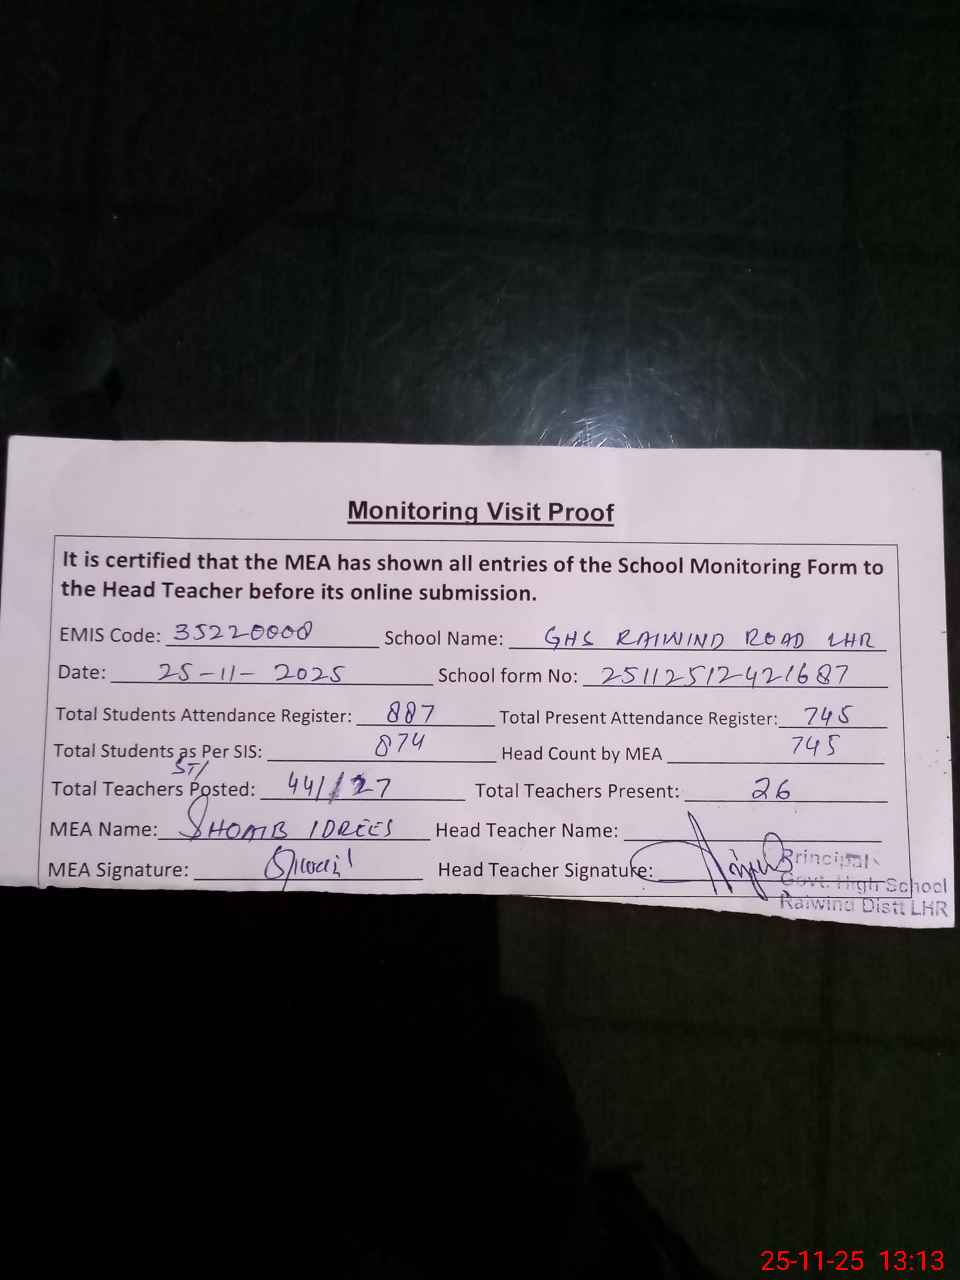 Monitoring Visit Proof
It is certified that the MEA has shown all entries of the School Monitoring Form to
the Head Teacher before its online submission.
EMIS Code: 35220008 School Name: GHS RAIWIND ROAD LHR
Date: 25-11-2025 School form No: 25112512421687
Total Students Attendance Register: 887 Total Present Attendance Register: 745
Total Students as Per SIS: 874 Head Count by MEA 745
ST/
Total Teachers Posted: 44//27 Total Teachers Present: 26
MEA Name: SHOAIB IDREES Head Teacher Name:
MEA Signature: Shoaib Head Teacher Signature:
Principal
Govt. High School
Raiwind Distt LHR
25-11-25 13:13